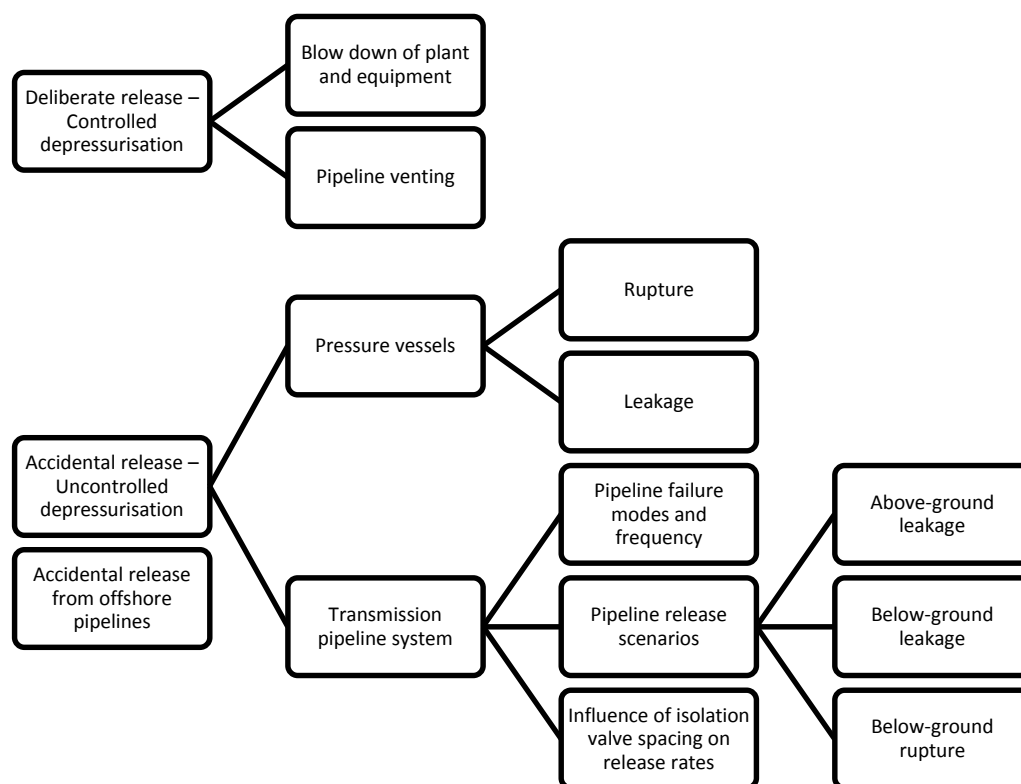 Blow down of plant
and equipment
Deliberate release –
Controlled
depressurisation
Pipeline venting
Rupture
Pressure vessels
Leakage
Accidental release –
Uncontrolled
depressurisation
Pipeline failure
modes and
frequency
Above-ground
leakage
Accidental release
from offshore
pipelines
Transmission
pipeline system
Pipeline release
scenarios
Below-ground
leakage
Influence of isolation
valve spacing on
release rates
Below-ground
rupture